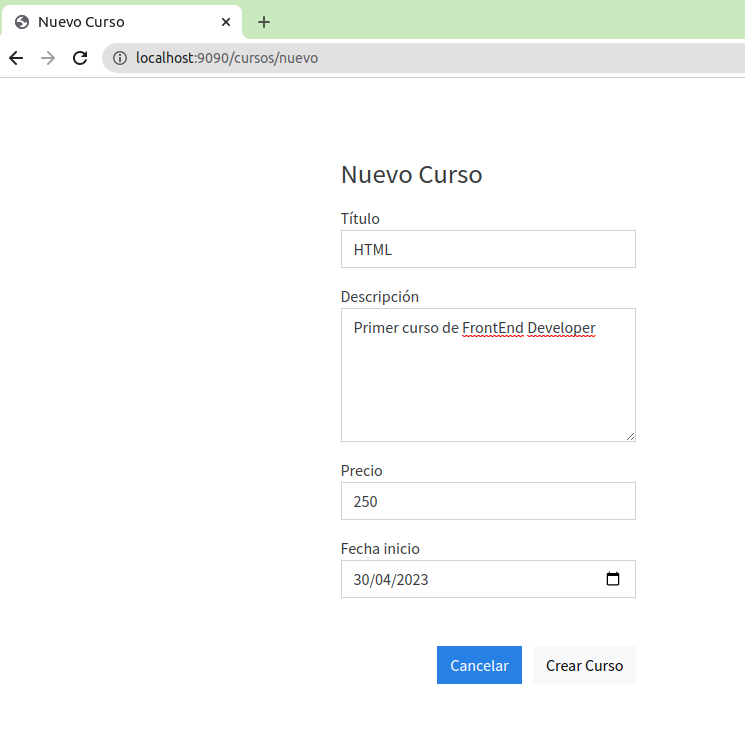 Nuevo Curso
localhost:9090/cursos/nuevo
Nuevo Curso
Título
HTML
Descripción
Primer curso de FrontEnd Developer
Precio
250
Fecha inicio
30/04/2023
Cancelar Crear Curso